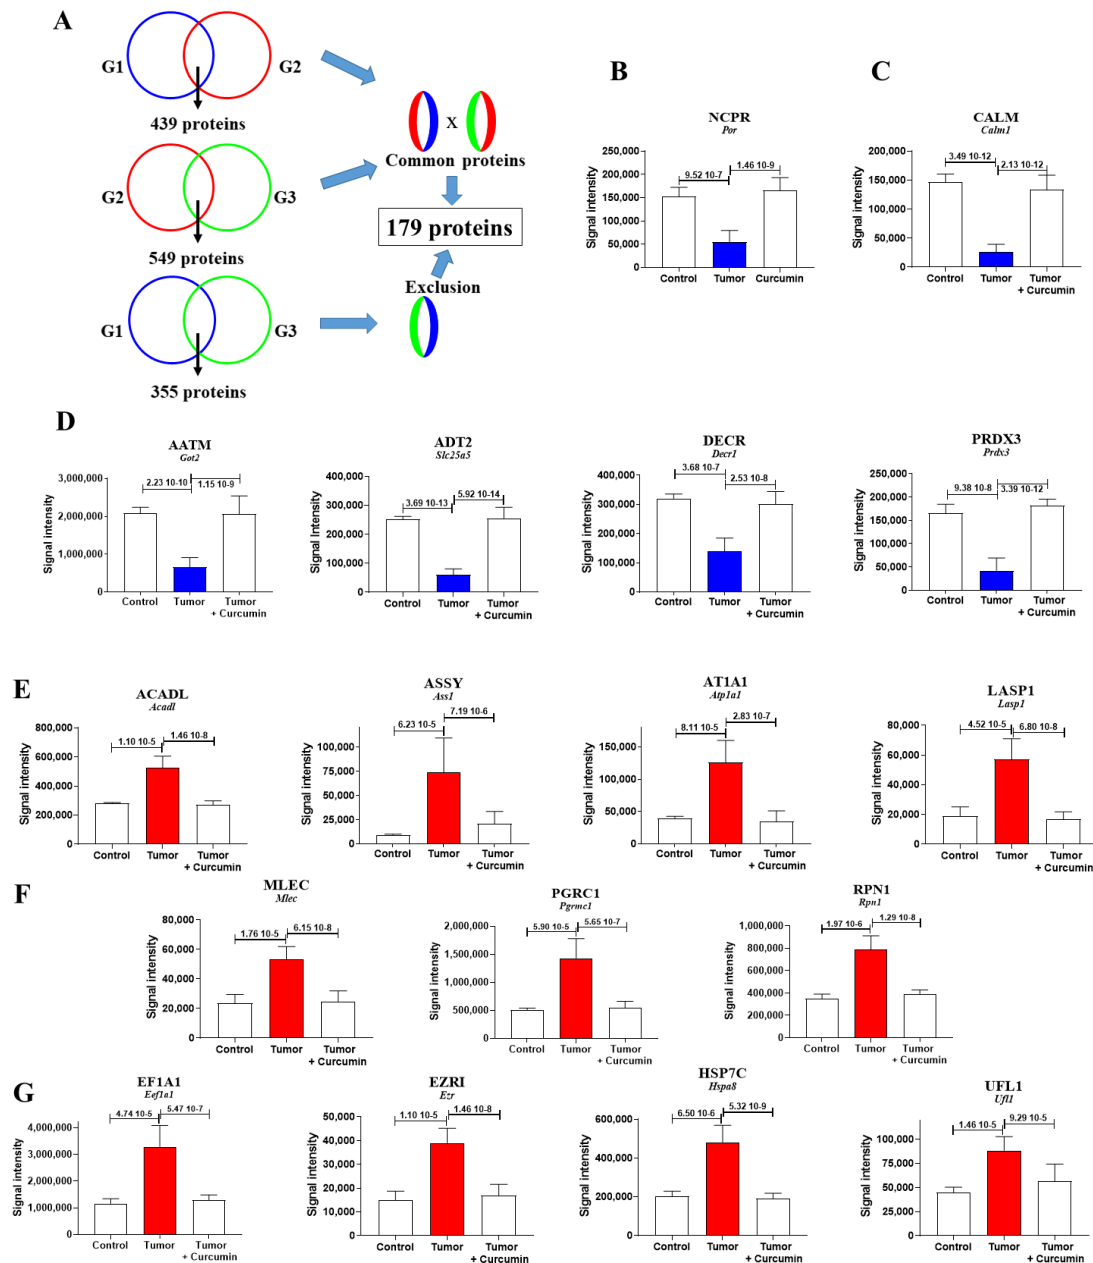 A
G1
G2
439 proteins
G2
G3
549 proteins
G1
G3
355 proteins
X
Common proteins
179 proteins
Exclusion
B
NCPR
Por
Signal intensity
250,000
200,000
150,000
100,000
50,000
0
9.52 10-7
1.46 10-9
Control
Tumor
Curcumin
C
CALM
Calm1
Signal intensity
200,000
150,000
100,000
50,000
0
3.49 10-12
2.13 10-12
Control
Tumor
Tumor
+ Curcumin
D
AATM
Got2
Signal intensity
3,000,000
2,000,000
1,000,000
0
2.23 10-10
1.15 10-9
Control
Tumor
Tumor
+ Curcumin
ADT2
Slc25a5
Signal Intensity
400,000
300,000
200,000
100,000
0
3.69 10-13
5.92 10-14
Control
Tumor
Tumor
+ Curcumin
DECR
Decr1
Signal intensity
400,000
300,000
200,000
100,000
0
3.68 10-7
2.53 10-8
Control
Tumor
Tumor
+ Curcumin
PRDX3
Prdx3
Signal intensity
250,000
200,000
150,000
100,000
50,000
0
9.38 10-8
3.39 10-12
Control
Tumor
Tumor
+ Curcumin
E
ACADL
Acadl
Signal intensity
800,000
600,000
400,000
200,000
0
1.10 10-5
1.46 10-8
Control
Tumor
Tumor
+ Curcumin
ASSY
Ass1
Signal intensity
100,000
75,000
50,000
25,000
0
6.23 10-5
7.19 10-6
Control
Tumor
Tumor
+ Curcumin
AT1A1
Atp1a1
Signal intensity
150,000
100,000
50,000
0
8.11 10-5
2.83 10-7
Control
Tumor
Tumor
+ Curcumin
LASP1
Lasp1
Signal intensity
80,000
60,000
40,000
20,000
0
4.52 10-5
6.80 10-8
Control
Tumor
Tumor
+ Curcumin
F
MLEC
Mlec
Signal intensity
80,000
60,000
40,000
20,000
0
1.76 10-5
6.15 10-8
Control
Tumor
Tumor
+ Curcumin
PGRC1
Pgrmc1
Signal intensity
2,000,000
1,500,000
1,000,000
500,000
0
5.90 10-5
5.65 10-7
Control
Tumor
Tumor
+ Curcumin
RPN1
Rpn1
Signal intensity
1,000,000
800,000
600,000
400,000
200,000
0
1.97 10-6
1.29 10-8
Control
Tumor
Tumor
+ Curcumin
G
EF1A1
Eef1a1
Signal intensity
4,000,000
3,000,000
2,000,000
1,000,000
0
4.74 10-5
5.47 10-7
Control
Tumor
Tumor
+ Curcumin
EZRI
Ezr
Signal intensity
50,000
40,000
30,000
20,000
10,000
0
1.10 10-5
1.46 10-8
Control
Tumor
Tumor
+ Curcumin
HSP7C
Hspa8
Signal intensity
600,000
400,000
200,000
0
6.50 10-6
5.32 10-9
Control
Tumor
Tumor
+ Curcumin
UFL1
Ufl1
Signal intensity
100,000
50,000
0
1.46 10-5
9.29 10-5
Control
Tumor
Tumor
+ Curcumin